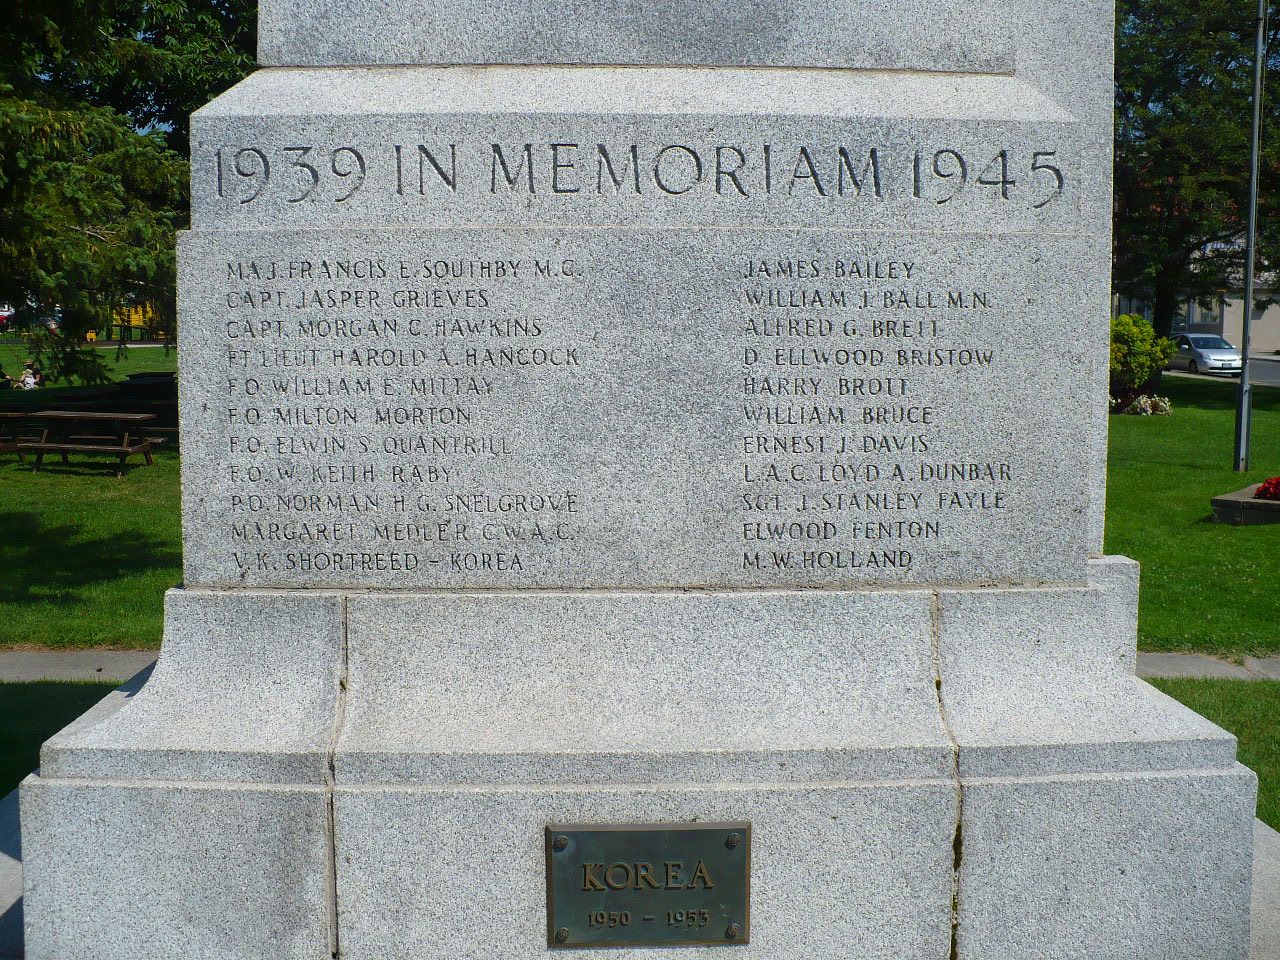 1939 IN MEMORIAM 1945
MAJ. FRANCIS E. SOUTHBY M.C.
CAPT. JASPER GRIEVES
CAPT. MORGAN C. HAWKINS
FT LIEUT HAROLD A. HANCOCK
F.O. WILLIAM E. MITTAY
F.O. MILTON MORTON
F.O. ELWIN S. QUANTRILL
F.O. W. KEITH RABY
P.O. NORMAN H. G. SNELGROVE
MARGARET MEDLER C.W.A.C.
V.K. SHORTREED - KOREA
JAMES BAILEY
WILLIAM J. BALL M.N.
ALFRED G. BRETT
D. ELLWOOD BRISTOW
HARRY BROTT
WILLIAM BRUCE
ERNEST J. DAVIS
L.A.C. LOYD A. DUNBAR
SGT. J. STANLEY FAYLE
ELWOOD FENTON
M.W. HOLLAND
KOREA
1950 - 1953